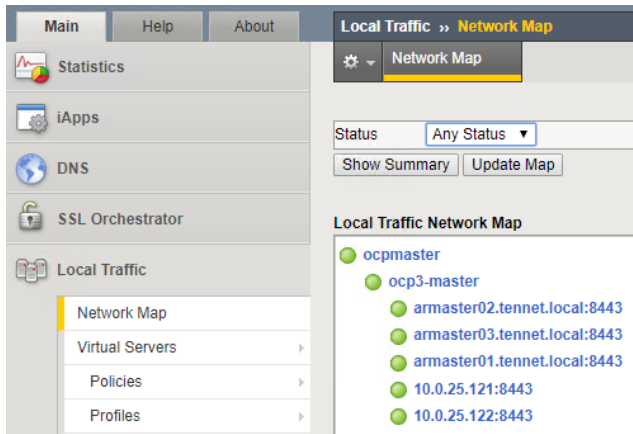 Main
Help
About
Statistics
iApps
DNS
SSL Orchestrator
Local Traffic
Network Map
Virtual Servers
Policies
Profiles
Local Traffic ›› Network Map
Network Map
Status Any Status
Show Summary Update Map
Local Traffic Network Map
ocpmaster
ocp3-master
armaster02.tennet.local:8443
armaster03.tennet.local:8443
armaster01.tennet.local:8443
10.0.25.121:8443
10.0.25.122:8443